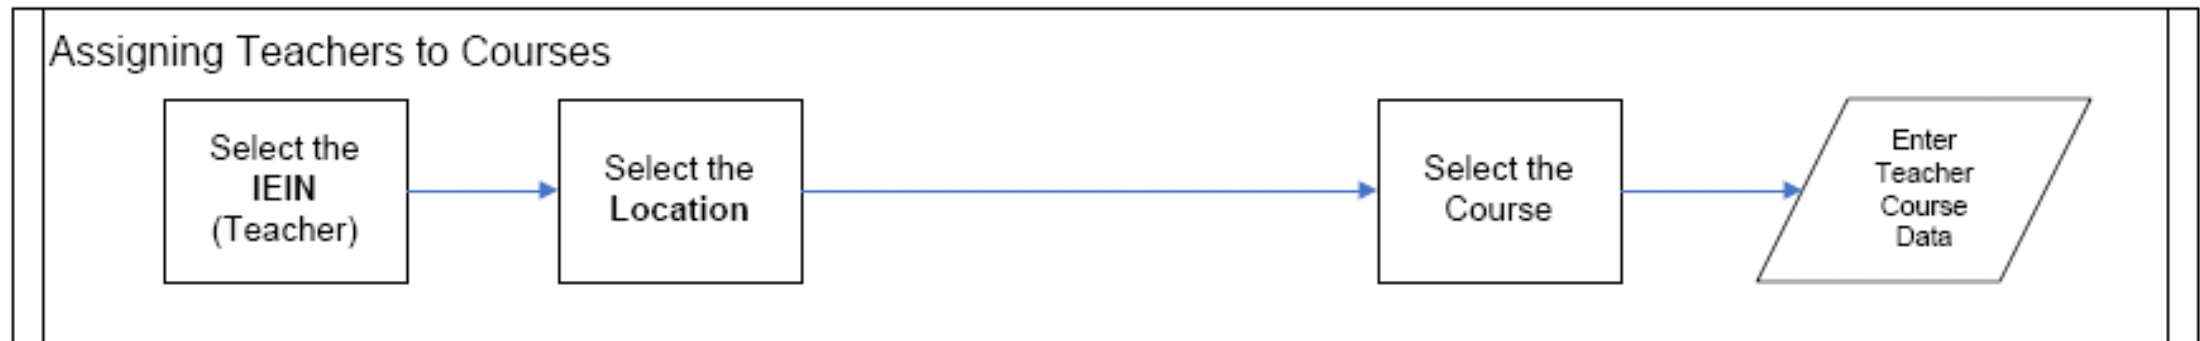 Assigning Teachers to Courses
Select the
IEIN
(Teacher)
Select the
Location
Select the
Course
Enter
Teacher
Course
Data